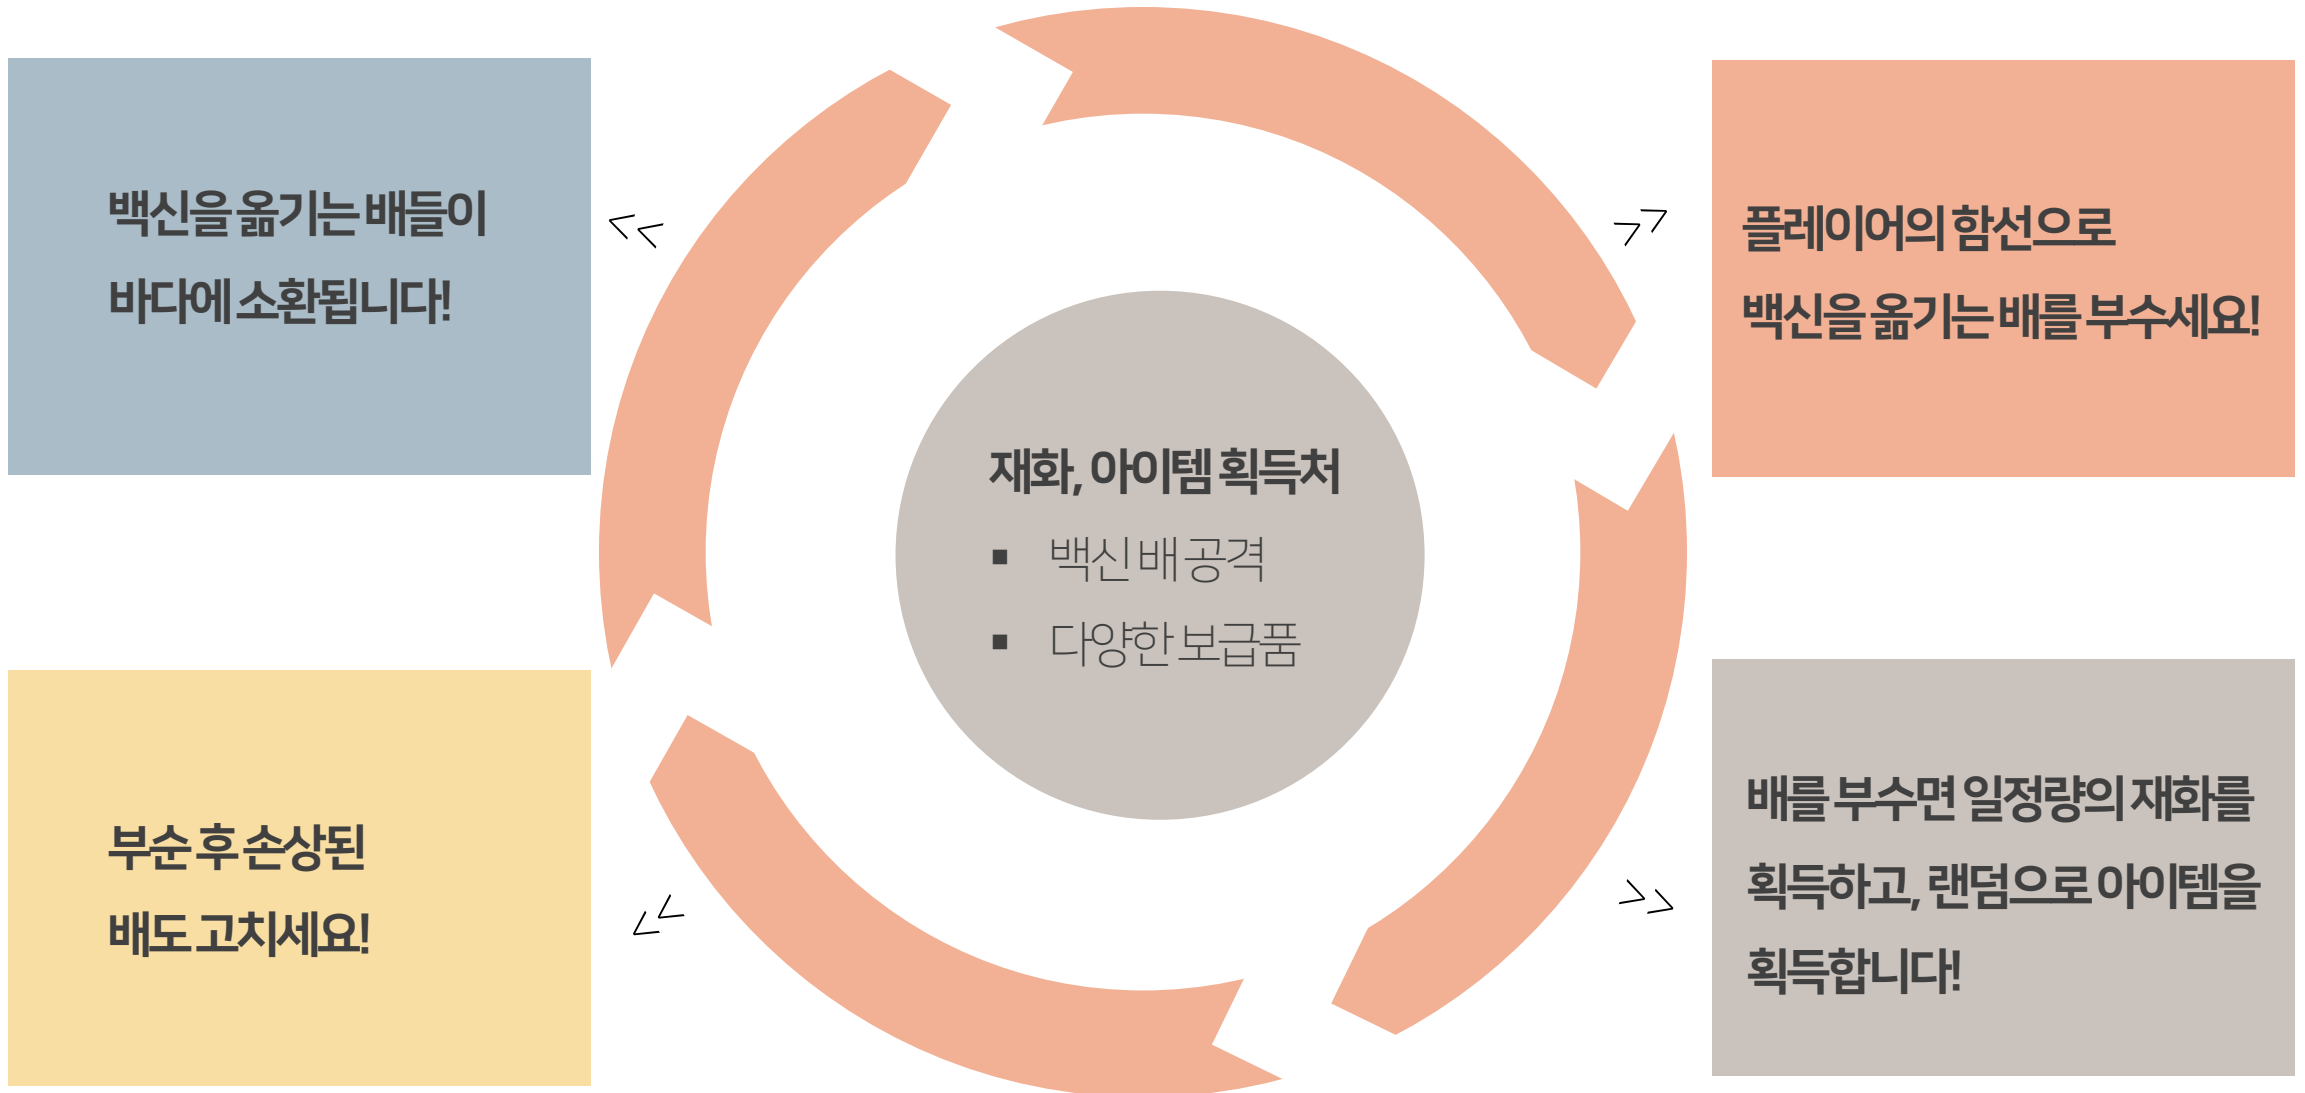 백신을 옮기는 배들이
바다에 소환됩니다!
플레이어의 함선으로
백신을 옮기는 배를 부수세요!
재화, 아이템 획득처
▪ 백신 배 공격
▪ 다양한 보급품
부순 후 손상된
배도 고치세요!
배를 부수면 일정량의 재화를
획득하고, 랜덤으로 아이템을
획득합니다!